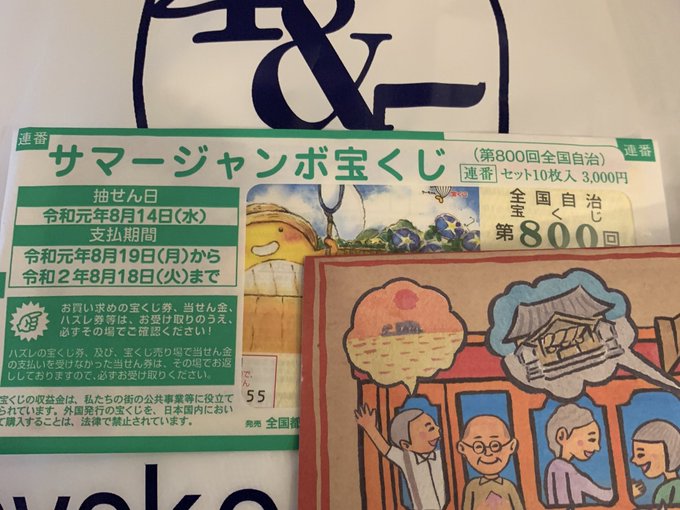 &
連番
サマージャンボ宝くじ
(第800回全国自治)
連番 セット10枚入 3,000円
連番
抽せん日
令和元年8月14日(水)
支払期間
令和元年8月19日(月)から
令和2年8月18日(火)まで
全国自治
宝くじ
第800回
お買い求めの宝くじ券、当せん金、
ハズレ券等は、お受け取りのうえ、
必ずその場でご確認ください!
ハズレの宝くじ券、及び、宝くじ売り場で当せん金
の支払いを受けなかった当せん券は、その場でお返
ししておりますので、必ずお受け取りください。
55
宝くじの収益金は、私たちの街の公共事業等に役立て
られています。外国発行の宝くじを、日本国内におい
て購入することは、法律で禁止されています。
発売 全国都